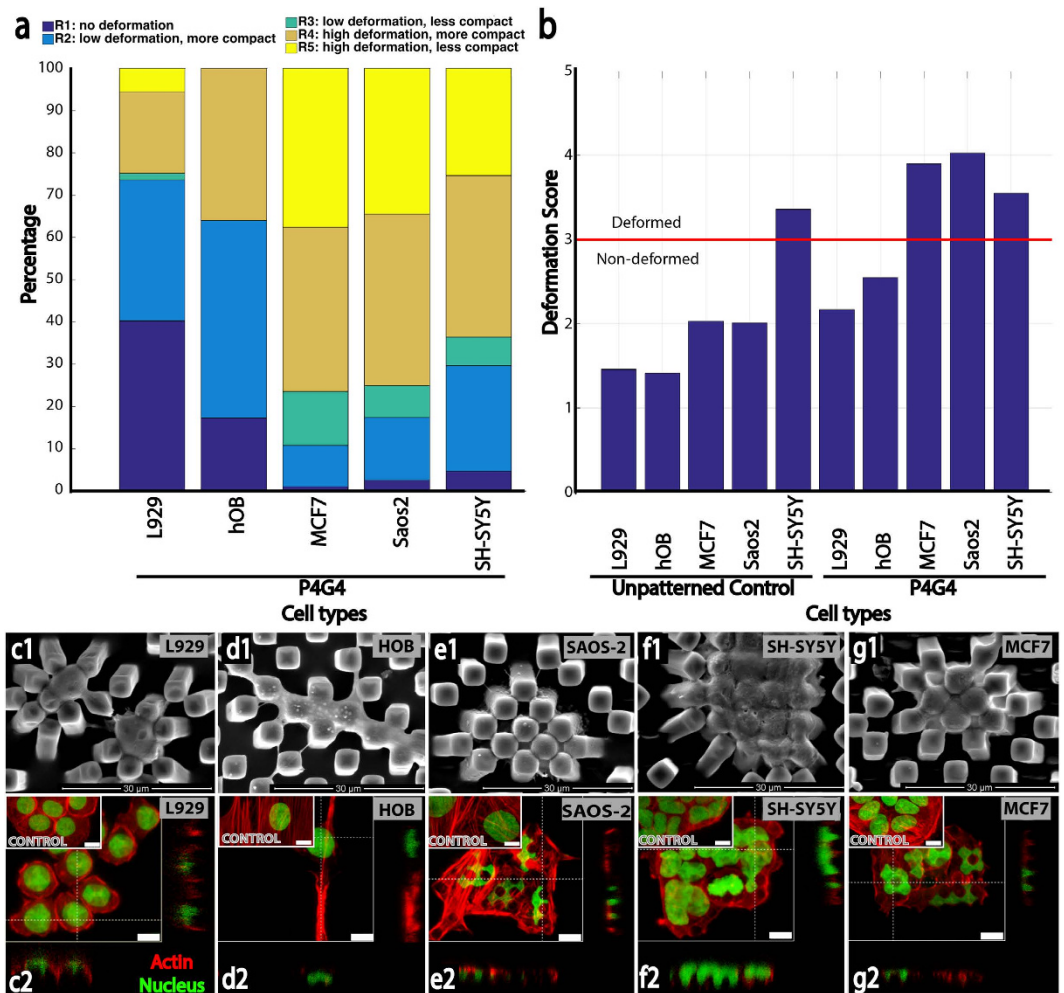 a
R1: no deformation
R2: low deformation, more compact
R3: low deformation, less compact
R4: high deformation, more compact
R5: high deformation, less compact
Percentage
100
90
80
70
60
50
40
30
20
10
0
L929
hOB
MCF7
Saos2
SH-SY5Y
P4G4
Cell types
b
Deformation Score
5
4
3
2
1
0
Deformed
Non-deformed
L929
hOB
MCF7
Saos2
SH-SY5Y
L929
hOB
MCF7
Saos2
SH-SY5Y
Unpatterned Control
P4G4
Cell types
c1
L929
30 µm
d1
HOB
30 µm
e1
SAOS-2
30 µm
f1
SH-SY5Y
30 µm
g1
MCF7
30 µm
L929
CONTROL
c2
Actin
Nucleus
HOB
CONTROL
d2
SAOS-2
CONTROL
e2
SH-SY5Y
CONTROL
f2
MCF7
CONTROL
g2